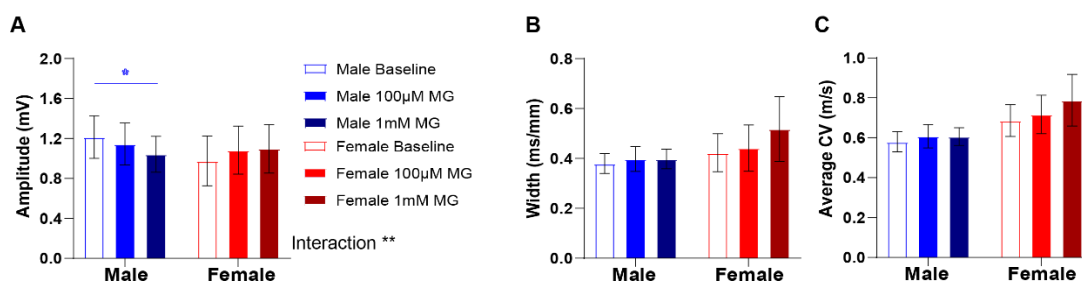 A
Amplitude (mV)
2.0
1.6
1.2
0.8
0.4
0.0
*
Male
Female
Male Baseline
Male 100µM MG
Male 1mM MG
Female Baseline
Female 100µM MG
Female 1mM MG
Interaction **
B
Width (ms/mm)
0.8
0.6
0.4
0.2
0.0
Male
Female
C
Average CV (m/s)
1.0
0.8
0.6
0.4
0.2
0.0
Male
Female